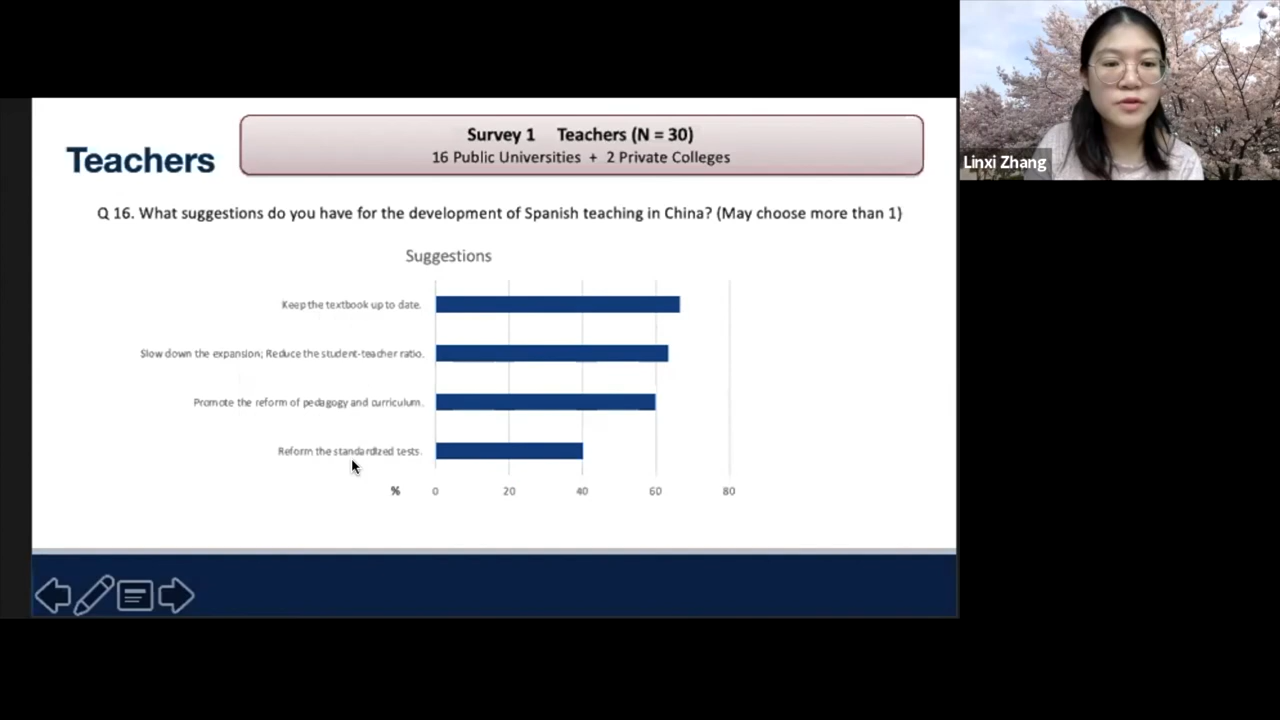 Survey 1 Teachers (N = 30)
16 Public Universities + 2 Private Colleges
Teachers
Linxi Zhang
Q 16. What suggestions do you have for the development of Spanish teaching in China? (May choose more than 1)
Suggestions
Keep the textbook up to date.
Slow down the expansion; Reduce the student-teacher ratio.
Promote the reform of pedagogy and curriculum.
Reform the standardized tests.
% 0 20 40 60 80